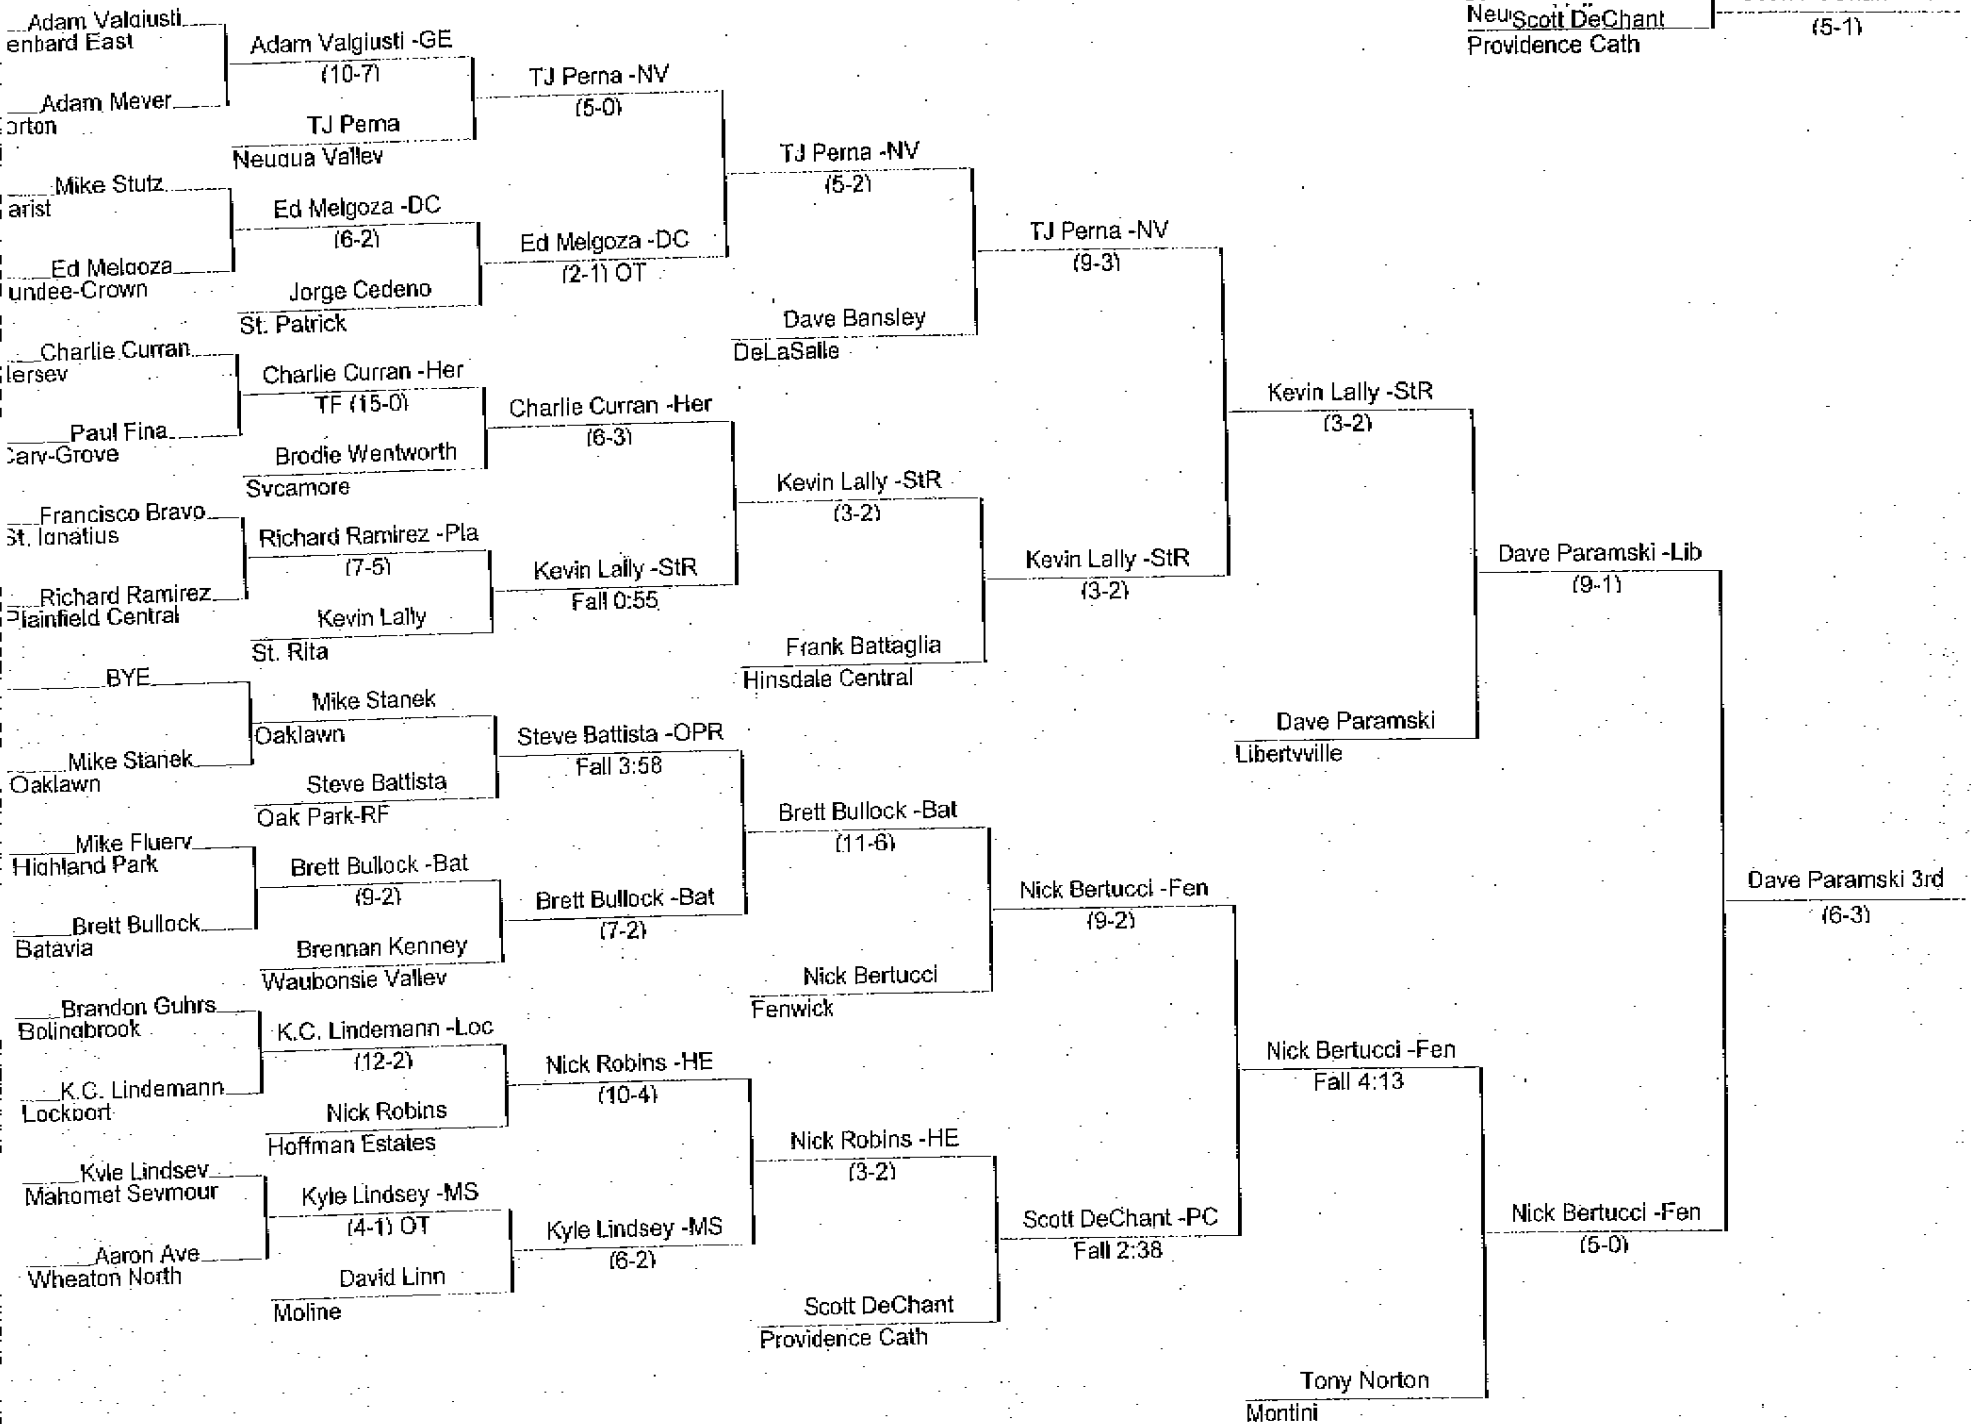 Adam Valgiusti
enbard East
Adam Valgiusti -GE
(10-7)
Adam Meyer
orton
TJ Perna
Neuqua Valley
TJ Perna -NV
(5-0)
Mike Stutz
arist
Ed Melgoza -DC
(6-2)
Ed Melgoza
undee-Crown
Jorge Cedeno
St. Patrick
Ed Melgoza -DC
(2-1) OT
TJ Perna -NV
(5-2)
Dave Bansley
DeLaSalle
TJ Perna -NV
(9-3)
Charlie Curran
lersey
Charlie Curran -Her
TF (15-0)
Paul Fina
Cary-Grove
Brodie Wentworth
Sycamore
Charlie Curran -Her
(6-3)
Francisco Bravo
St. Ignatius
Richard Ramirez -Pla
(7-5)
Richard Ramirez
Plainfield Central
Kevin Lally
St. Rita
Kevin Lally -StR
Fall 0:55
Kevin Lally -StR
(3-2)
Frank Battaglia
Hinsdale Central
Kevin Lally -StR
(3-2)
Kevin Lally -StR
(3-2)
Dave Paramski
Libertyville
Dave Paramski -Lib
(9-1)
BYE
Mike Stanek
Oaklawn
Mike Stanek
Oaklawn
Steve Battista
Oak Park-RF
Steve Battista -OPR
Fall 3:58
Mike Fluery
Highland Park
Brett Bullock -Bat
(9-2)
Brett Bullock
Batavia
Brennan Kenney
Waubonsie Valley
Brett Bullock -Bat
(7-2)
Brett Bullock -Bat
(11-6)
Nick Bertucci
Fenwick
Nick Bertucci -Fen
(9-2)
Brandon Guhrs
Bolingbrook
K.C. Lindemann -Loc
(12-2)
K.C. Lindemann
Lockport
Nick Robins
Hoffman Estates
Nick Robins -HE
(10-4)
Kyle Lindsey
Mahomet Seymour
Kyle Lindsey -MS
(4-1) OT
Aaron Ave
Wheaton North
David Linn
Moline
Kyle Lindsey -MS
(6-2)
Nick Robins -HE
(3-2)
Scott DeChant
Providence Cath
Scott DeChant -PC
Fall 2:38
Nick Bertucci -Fen
Fall 4:13
Tony Norton
Montini
Nick Bertucci -Fen
(5-0)
Dave Paramski 3rd
(6-3)
Neu
Scott DeChant
Providence Cath
(5-1)